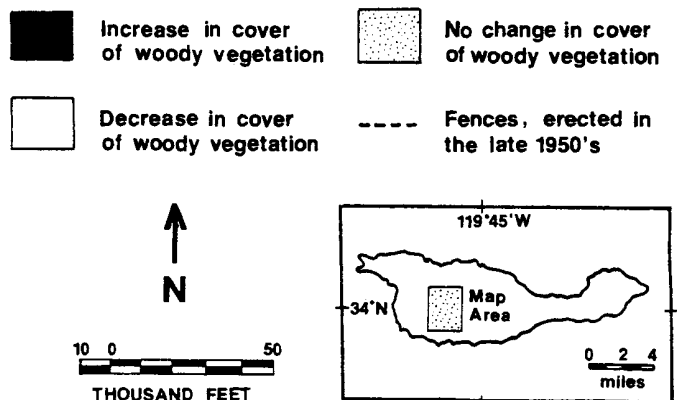 Increase in cover
of woody vegetation
No change in cover
of woody vegetation
Decrease in cover
of woody vegetation
Fences, erected in
the late 1950's
N
10 0 50
THOUSAND FEET
119°45'W
34°N
Map
Area
0 2 4
miles